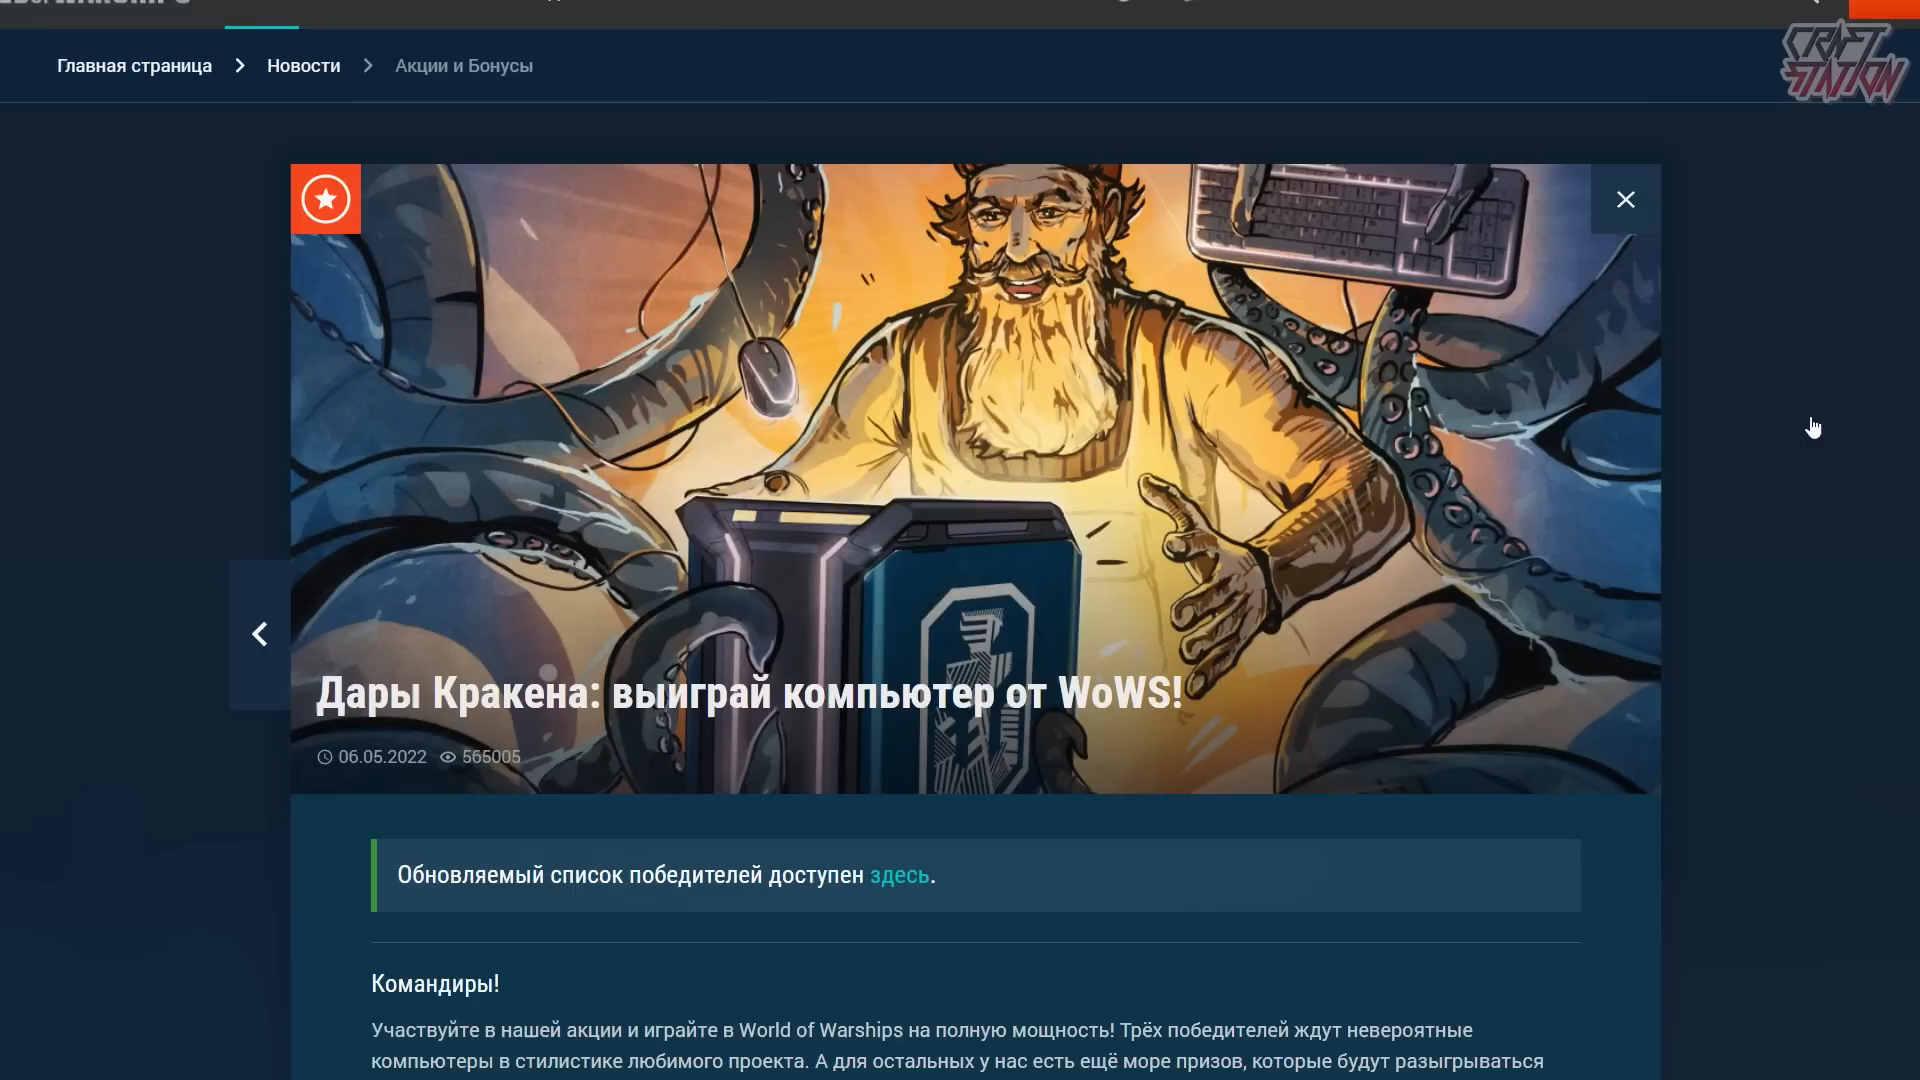 Главная страница
Новости
Акции и Бонусы
CRAFT
STATION
Дары Кракена: выиграй компьютер от WoWS!
06.05.2022 565005
Обновляемый список победителей доступен здесь.
Командиры!
Участвуйте в нашей акции и играйте в World of Warships на полную мощность! Трёх победителей ждут невероятные
компьютеры в стилистике любимого проекта. А для остальных у нас есть ещё море призов, которые будут разыгрываться